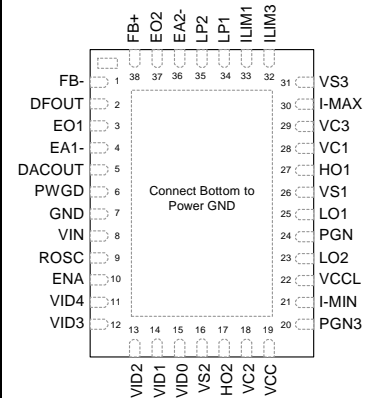 FB+
EO2
EA2-
LP2
LP1
ILIM1
ILIM3
38 37 36 35 34 33 32
FB- 1
DFOUT 2
EO1 3
EA1- 4
DACOUT 5
PWGD 6
GND 7
VIN 8
ROSC 9
ENA 10
VID4 11
VID3 12
Connect Bottom to
Power GND
31 VS3
30 I-MAX
29 VC3
28 VC1
27 HO1
26 VS1
25 LO1
24 PGN
23 LO2
22 VCCL
21 I-MIN
20 PGN3
13 14 15 16 17 18 19
VID2
VID1
VID0
VS2
HO2
VC2
VCC